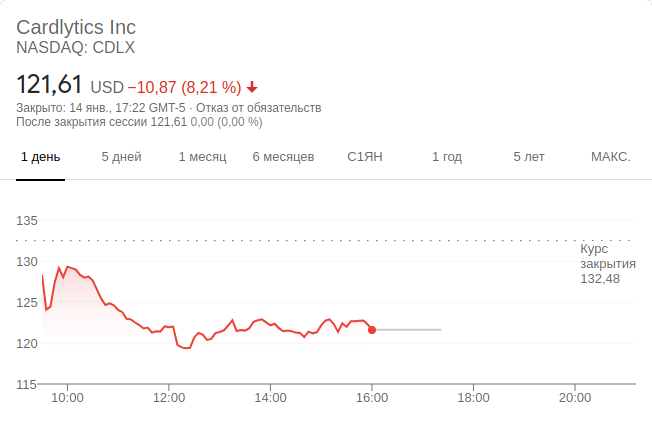 Cardlytics Inc
NASDAQ: CDLX
121,61 USD −10,87 (8,21 %)
Закрыто: 14 янв., 17:22 GMT-5 · Отказ от обязательств
После закрытия сессии 121,61 0,00 (0,00 %)
1 день 5 дней 1 месяц 6 месяцев С1ЯН 1 год 5 лет МАКС.
135
130
125
120
115
Курс
закрытия
132,48
10:00 12:00 14:00 16:00 18:00 20:00